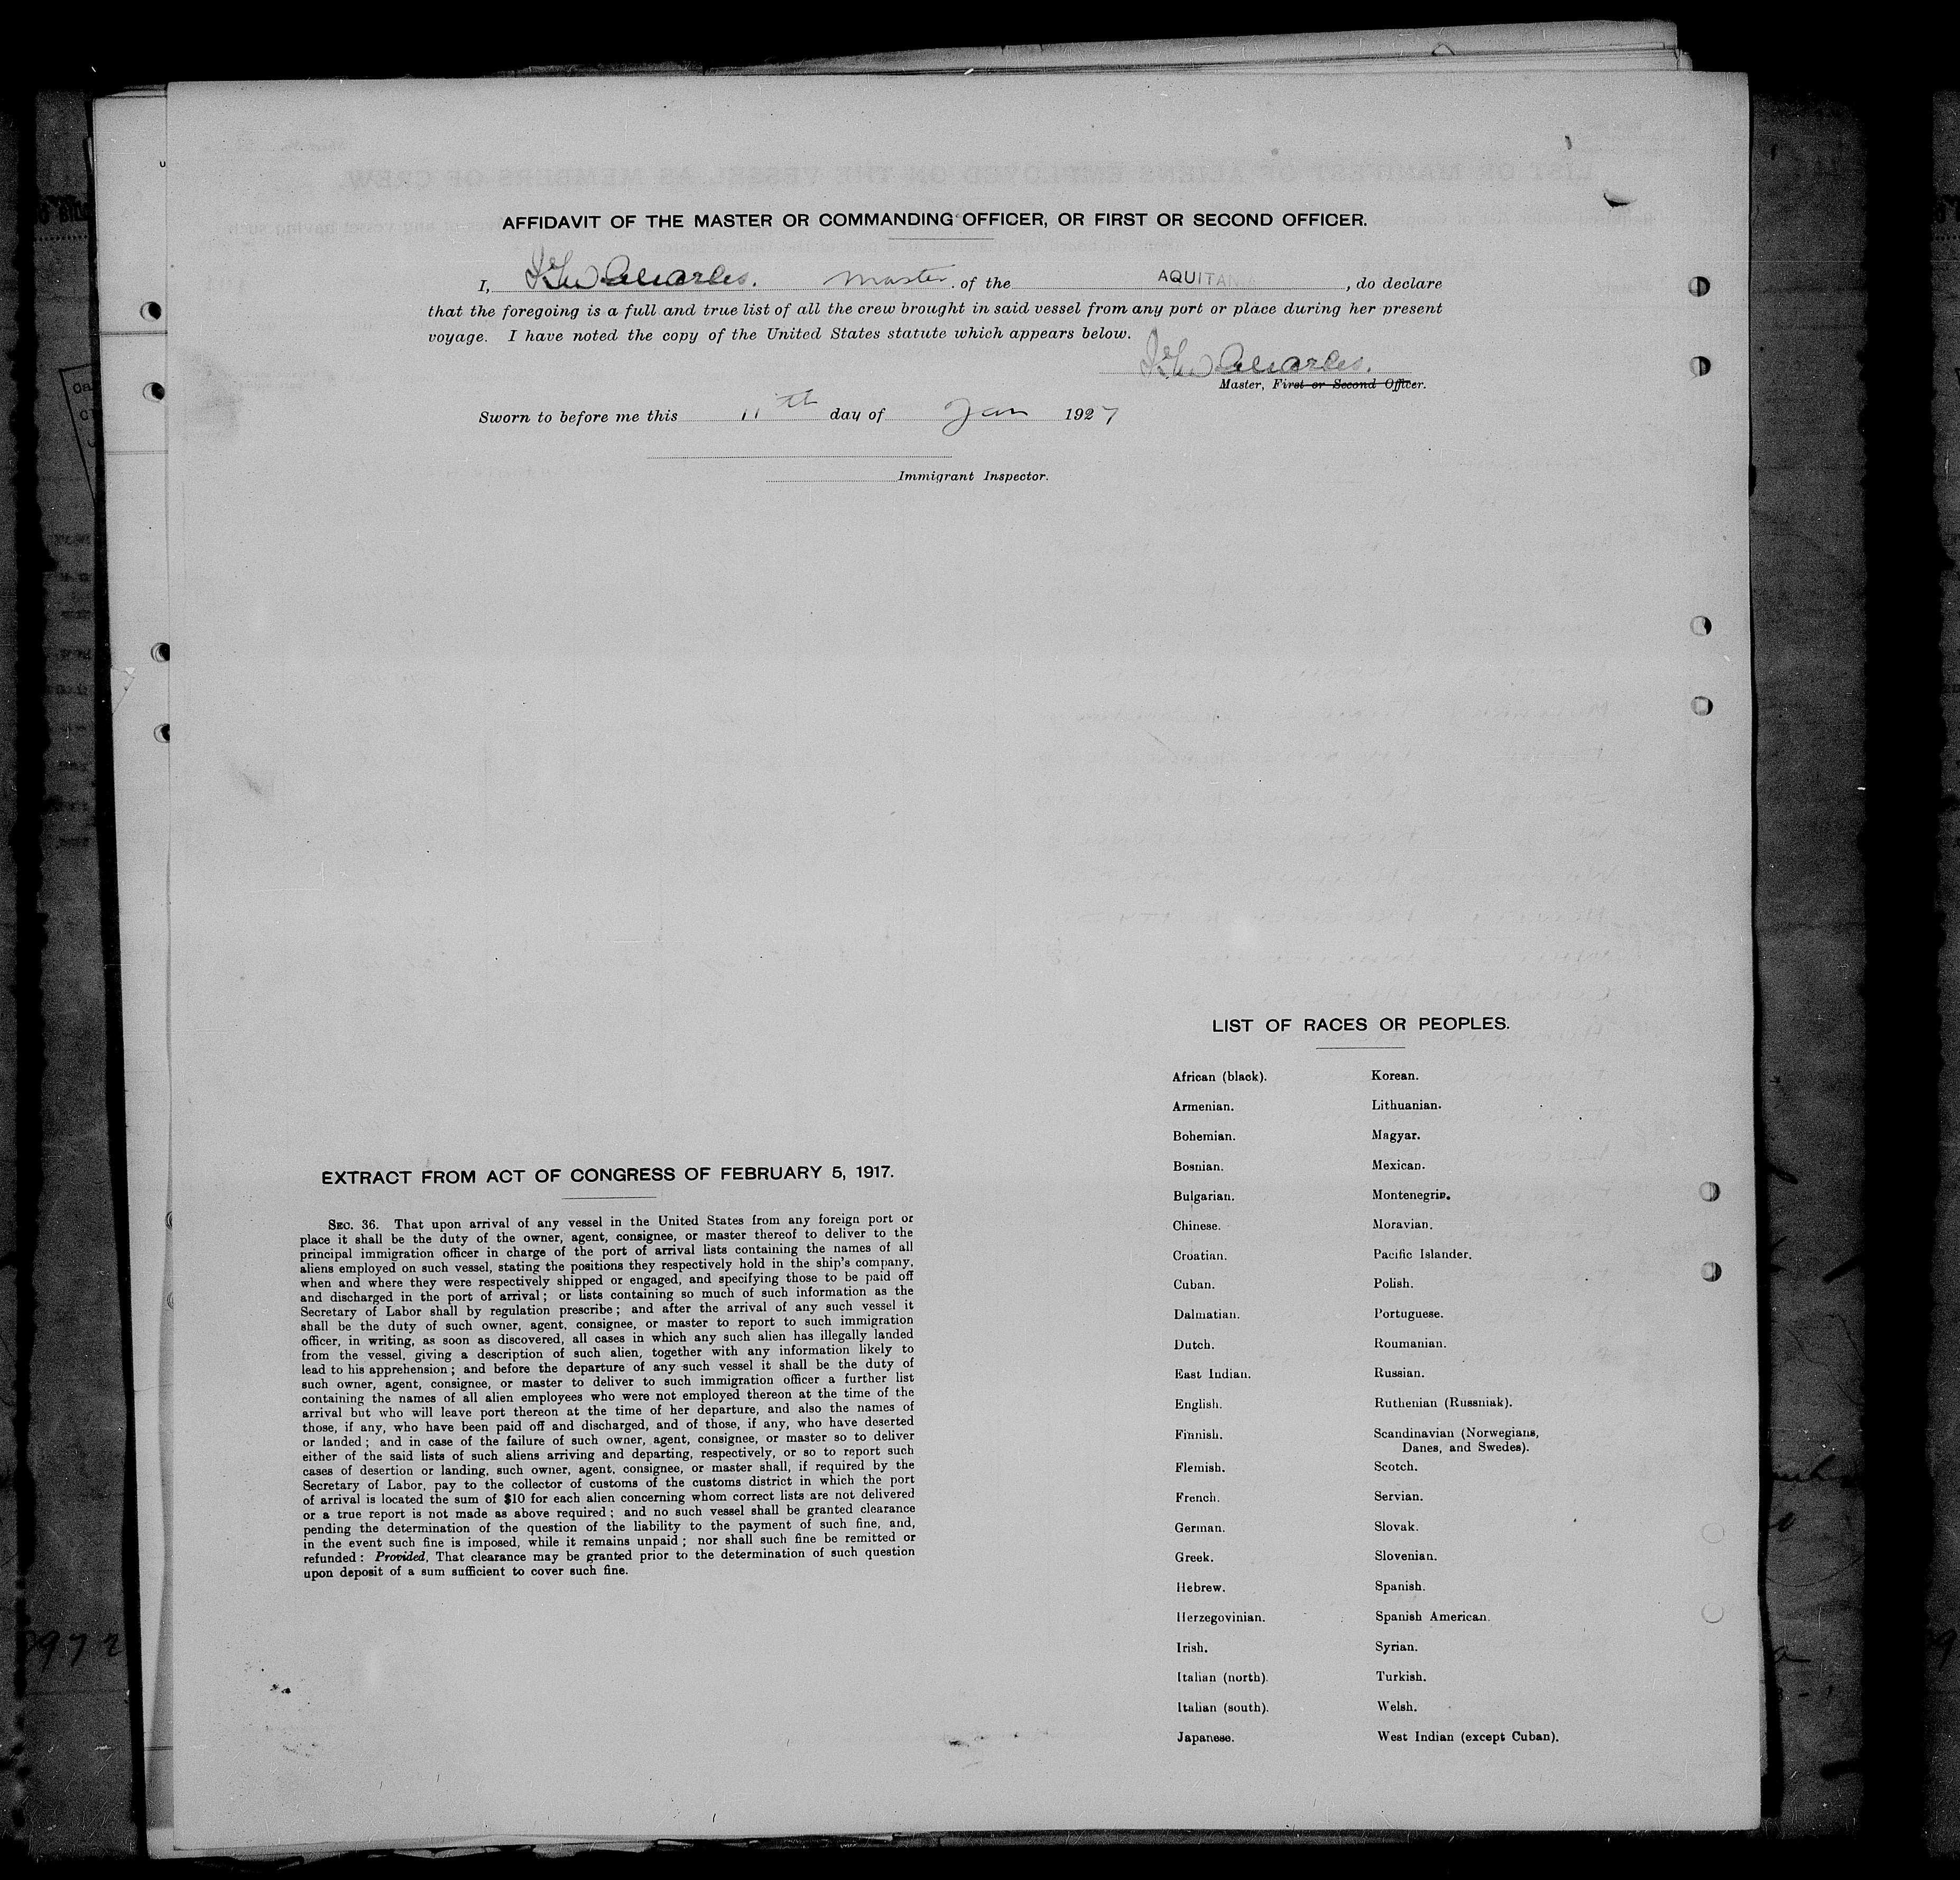 AFFIDAVIT OF THE MASTER OR COMMANDING OFFICER, OR FIRST OR SECOND OFFICER.
I, Charles. Master. of the AQUITAN , do declare
that the foregoing is a full and true list of all the crew brought in said vessel from any port or place during her present
voyage. I have noted the copy of the United States statute which appears below.
Charles.
Master, First or Second Officer.
Sworn to before me this 11th day of Jan 1927
Immigrant Inspector.
LIST OF RACES OR PEOPLES.
African (black). Korean.
Armenian. Lithuanian.
Bohemian. Magyar.
Bosnian. Mexican.
Bulgarian. Montenegrin.
Chinese. Moravian.
Croatian. Pacific Islander.
Cuban. Polish.
Dalmatian. Portuguese.
Dutch. Roumanian.
East Indian. Russian.
English. Ruthenian (Russniak).
Finnish. Scandinavian (Norwegians,
Danes, and Swedes).
Flemish. Scotch.
French. Servian.
German. Slovak.
Greek. Slovenian.
Hebrew. Spanish.
Herzegovinian. Spanish American.
Irish. Syrian.
Italian (north). Turkish.
Italian (south). Welsh.
Japanese. West Indian (except Cuban).
EXTRACT FROM ACT OF CONGRESS OF FEBRUARY 5, 1917.
SEC. 36. That upon arrival of any vessel in the United States from any foreign port or
place it shall be the duty of the owner, agent, consignee, or master thereof to deliver to the
principal immigration officer in charge of the port of arrival lists containing the names of all
aliens employed on such vessel, stating the positions they respectively hold in the ship's company,
when and where they were respectively shipped or engaged, and specifying those to be paid off
and discharged in the port of arrival; or lists containing so much of such information as the
Secretary of Labor shall by regulation prescribe; and after the arrival of any such vessel it
shall be the duty of such owner, agent, consignee, or master to report to such immigration
officer, in writing, as soon as discovered, all cases in which any such alien has illegally landed
from the vessel, giving a description of such alien, together with any information likely to
lead to his apprehension; and before the departure of any such vessel it shall be the duty of
such owner, agent, consignee, or master to deliver to such immigration officer a further list
containing the names of all alien employees who were not employed thereon at the time of the
arrival but who will leave port thereon at the time of her departure, and also the names of
those, if any, who have been paid off and discharged, and of those, if any, who have deserted
or landed; and in case of the failure of such owner, agent, consignee, or master so to deliver
either of the said lists of such aliens arriving and departing, respectively, or so to report such
cases of desertion or landing, such owner, agent, consignee, or master shall, if required by the
Secretary of Labor, pay to the collector of customs of the customs district in which the port
of arrival is located the sum of $10 for each alien concerning whom correct lists are not delivered
or a true report is not made as above required; and no such vessel shall be granted clearance
pending the determination of the question of the liability to the payment of such fine, and,
in the event such fine is imposed, while it remains unpaid; nor shall such fine be remitted or
refunded: Provided, That clearance may be granted prior to the determination of such question
upon deposit of a sum sufficient to cover such fine.